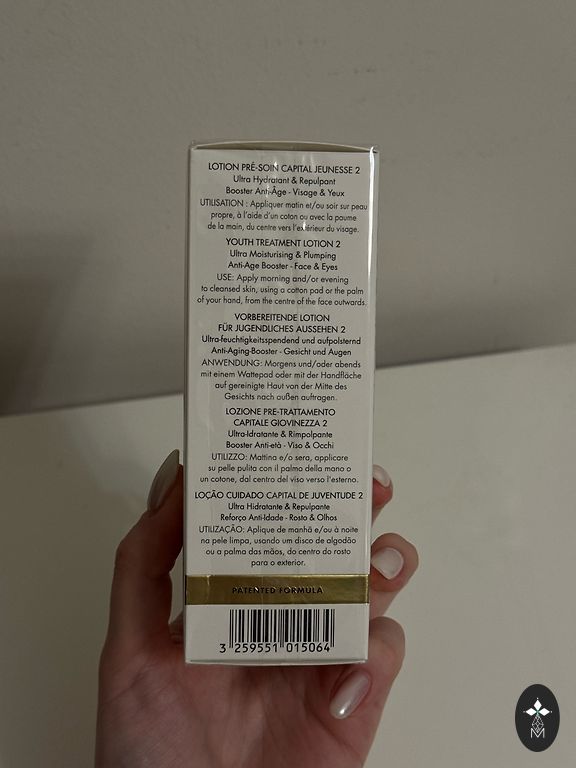 LOTION PRÉ-SOIN CAPITAL JEUNESSE 2
Ultra Hydratant & Repulpant
Booster Anti-Âge - Visage & Yeux
UTILISATION : Appliquer matin et/ou soir sur peau
propre, à l'aide d'un coton ou avec la paume
de la main, du centre vers l'extérieur du visage.
YOUTH TREATMENT LOTION 2
Ultra Moisturising & Plumping
Anti-Age Booster - Face & Eyes
USE: Apply morning and/or evening
to cleansed skin, using a cotton pad or the palm
of your hand, from the centre of the face outwards.
VORBEREITENDE LOTION
FÜR JUGENDLICHES AUSSEHEN 2
Ultra-feuchtigkeitsspendend und aufpolsternd
Anti-Aging-Booster - Gesicht und Augen
ANWENDUNG: Morgens und/oder abends
mit einem Wattepad oder mit der Handfläche
auf gereinigte Haut von der Mitte des
Gesichts nach außen auftragen.
LOZIONE PRE-TRATTAMENTO
CAPITALE GIOVINEZZA 2
Ultra-Idratante & Rimpolpante
Booster Anti-età - Viso & Occhi
UTILIZZO: Mattina e/o sera, applicare
su pelle pulita con il palmo della mano o
un cotone, dal centro del viso verso l'esterno.
LOÇÃO CUIDADO CAPITAL DE JUVENTUDE 2
Ultra Hidratante & Repulpante
Reforço Anti-Idade - Rosto & Olhos
UTILIZAÇÃO: Aplique de manhã e/ou à noite
na pele limpa, usando um disco de algodão
ou a palma das mãos, do centro do rosto
para o exterior.
PATENTED FORMULA
3 259551 015064
M